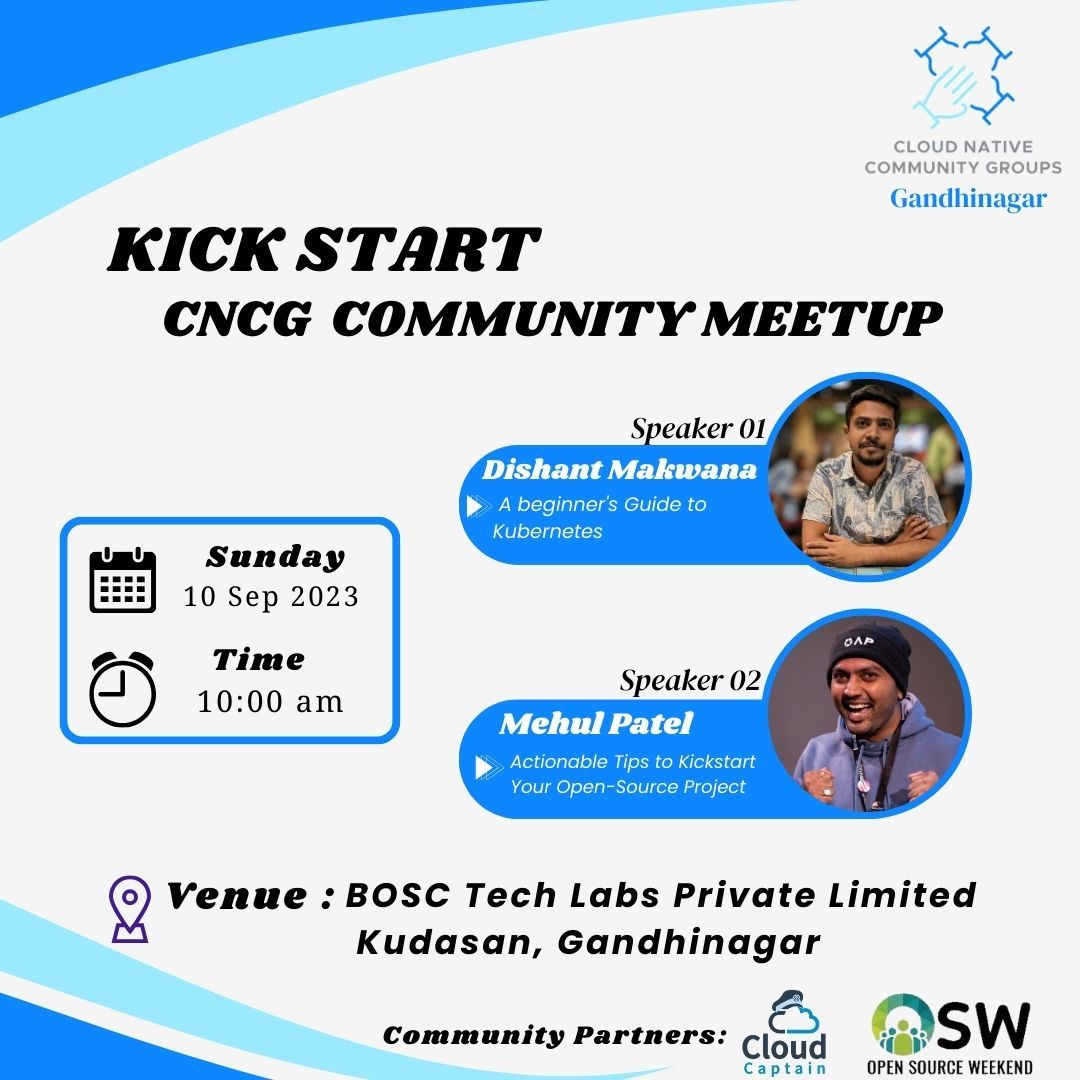 CLOUD NATIVE
COMMUNITY GROUPS
Gandhinagar
KICK START
CNCG COMMUNITY MEETUP
Speaker 01
Dishant Makwana
A beginner's Guide to
Kubernetes
Sunday
10 Sep 2023
Time
10:00 am
OAP
Speaker 02
Mehul Patel
Actionable Tips to Kickstart
Your Open-Source Project
Venue : BOSC Tech Labs Private Limited
Kudasan, Gandhinagar
Community Partners:
Cloud
Captain
OSW
OPEN SOURCE WEEKEND